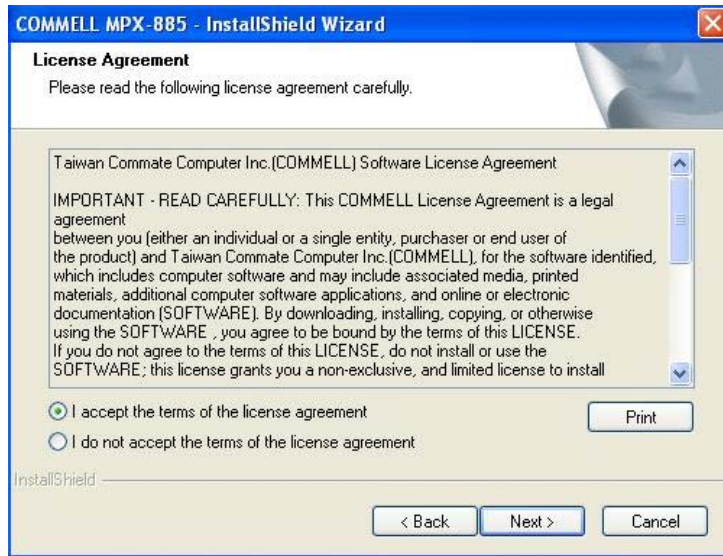 COMMELL MPX-885 - InstallShield Wizard
License Agreement
Please read the following license agreement carefully.
Taiwan Commate Computer Inc.(COMMELL) Software License Agreement
IMPORTANT - READ CAREFULLY: This COMMELL License Agreement is a legal
agreement
between you (either an individual or a single entity, purchaser or end user of
the product) and Taiwan Commate Computer Inc.(COMMELL), for the software identified,
which includes computer software and may include associated media, printed
materials, additional computer software applications, and online or electronic
documentation (SOFTWARE). By downloading, installing, copying, or otherwise
using the SOFTWARE , you agree to be bound by the terms of this LICENSE.
If you do not agree to the terms of this LICENSE, do not install or use the
SOFTWARE; this license grants you a non-exclusive, and limited license to install
I accept the terms of the license agreement
Print
I do not accept the terms of the license agreement
InstallShield
< Back
Next >
Cancel